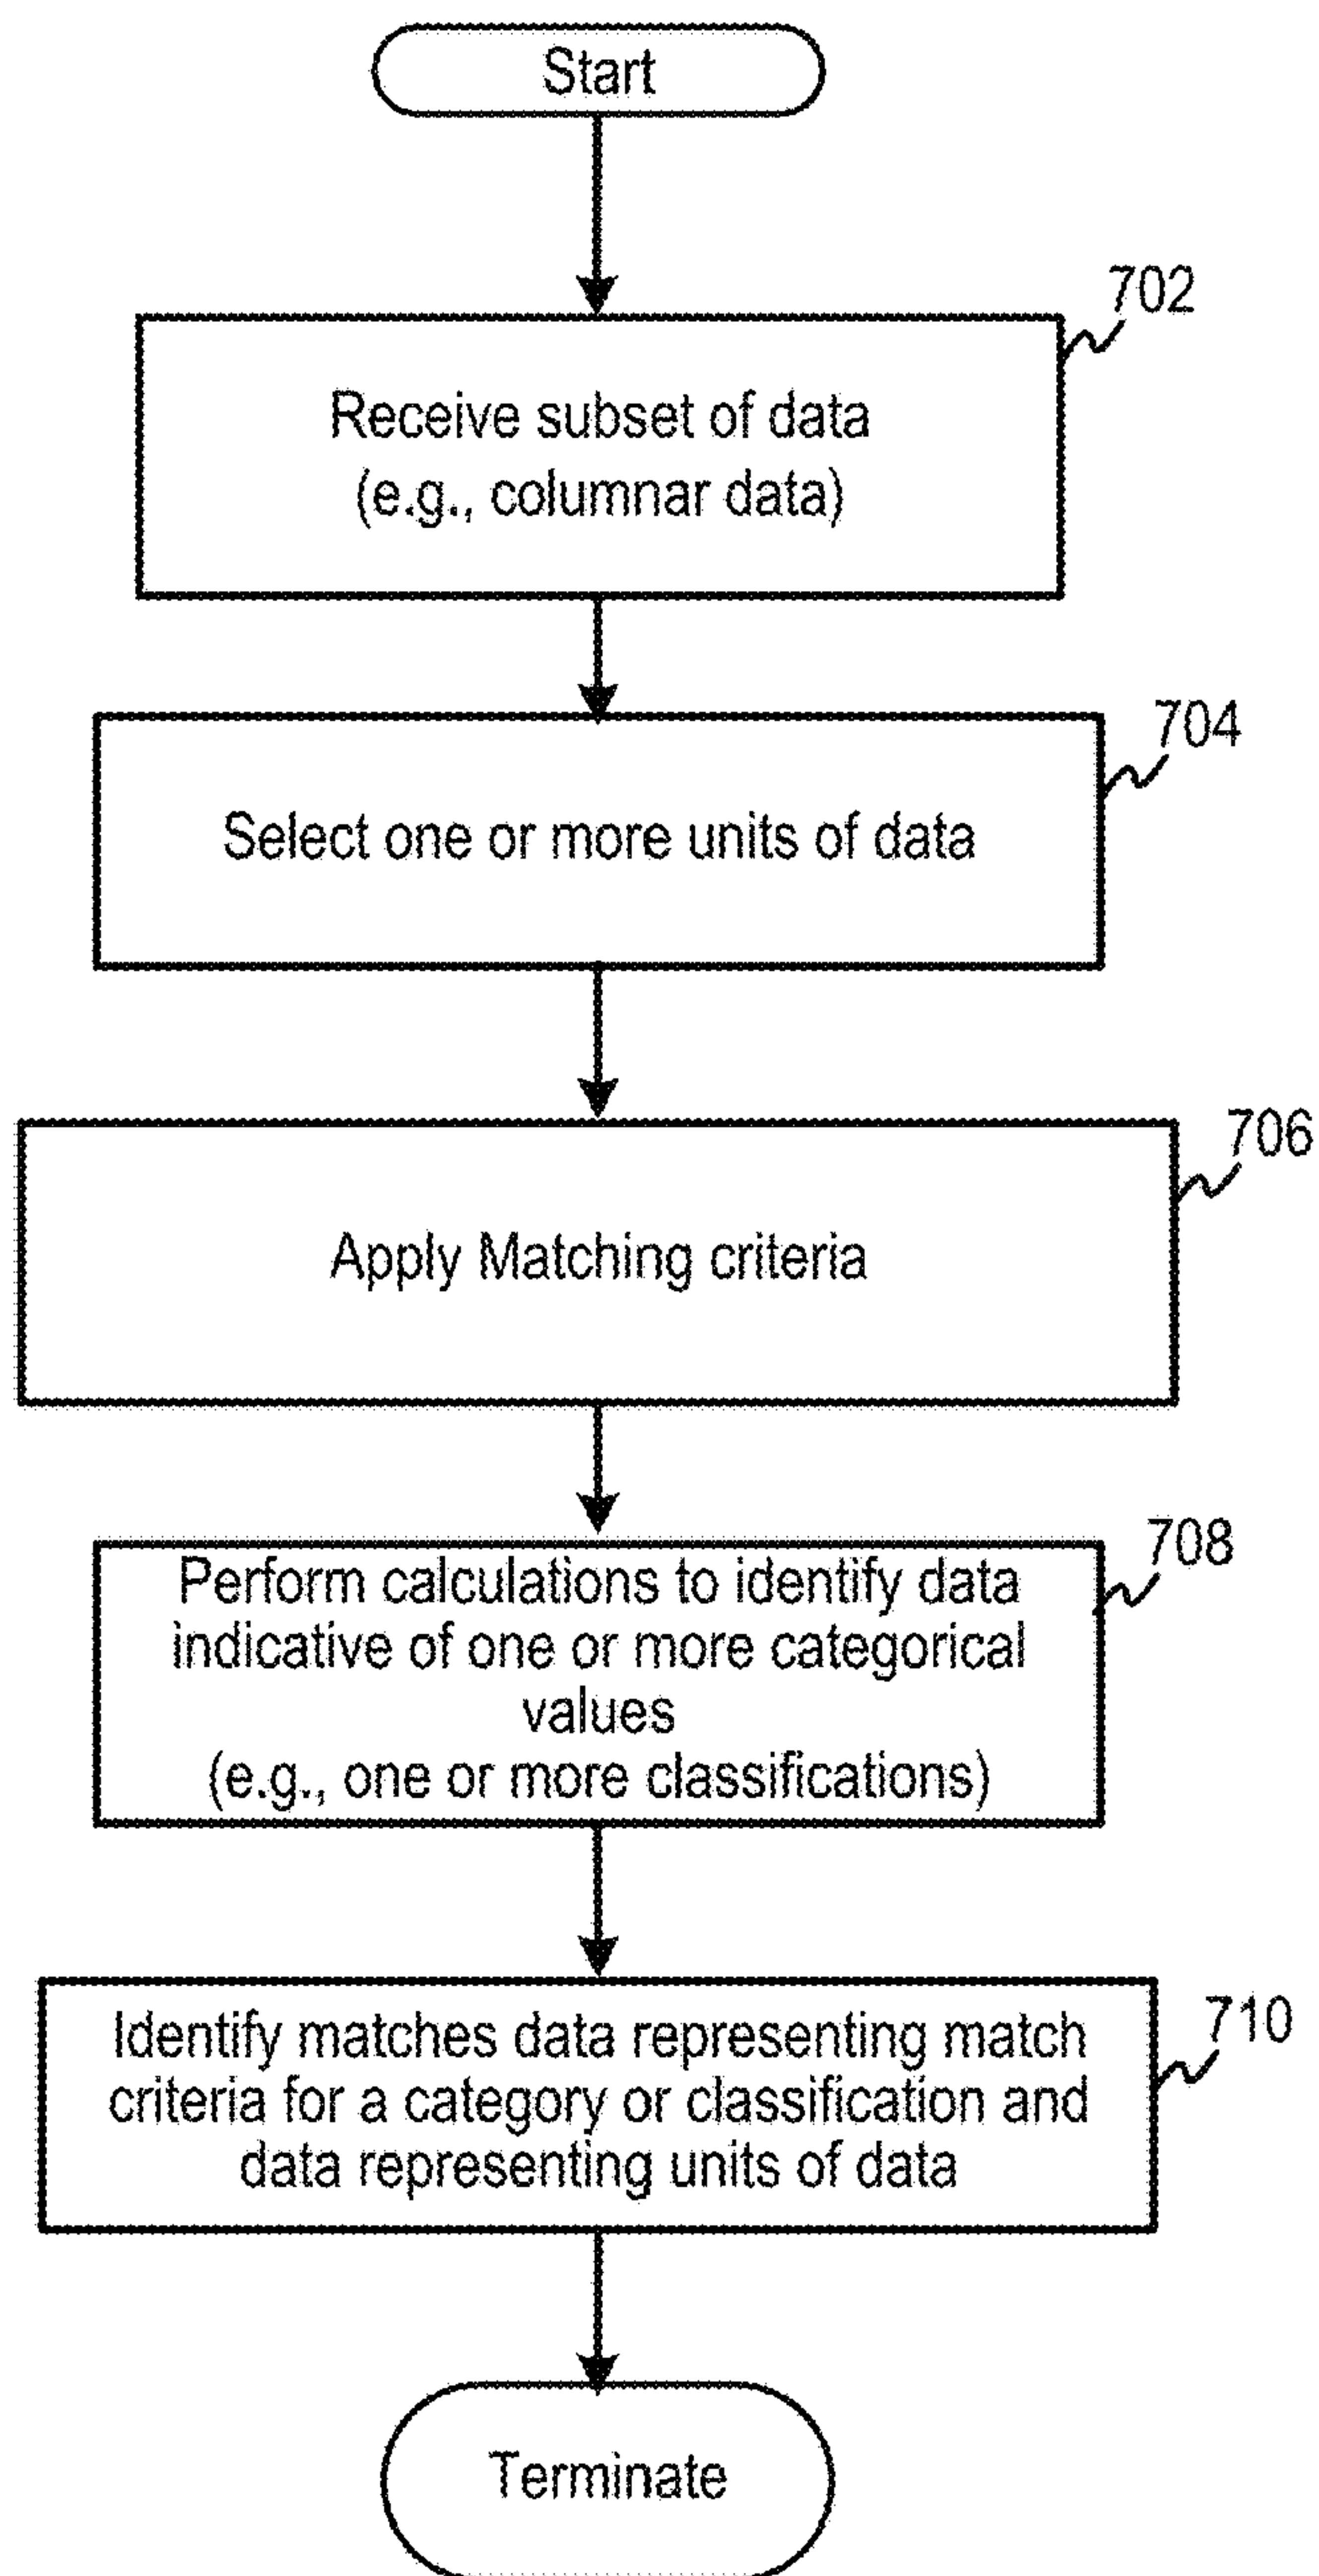 Start
702
Receive subset of data
(e.g., columnar data)
704
Select one or more units of data
706
Apply Matching criteria
708
Perform calculations to identify data
indicative of one or more categorical
values
(e.g., one or more classifications)
710
Identify matches data representing match
criteria for a category or classification and
data representing units of data
Terminate